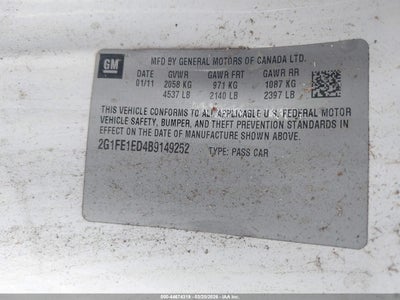 GM
MFD BY GENERAL MOTORS OF CANADA LTD.
DATE GVWR GAWR FRT GAWR RR
01/11 2058 KG 971 KG 1087 KG
4537 LB 2140 LB 2397 LB
THIS VEHICLE CONFORMS TO ALL APPLICABLE U.S. FEDERAL MOTOR
VEHICLE SAFETY, BUMPER, AND THEFT PREVENTION STANDARDS IN
EFFECT ON THE DATE OF MANUFACTURE SHOWN ABOVE.
2G1FE1ED4B9149252 TYPE: PASS CAR